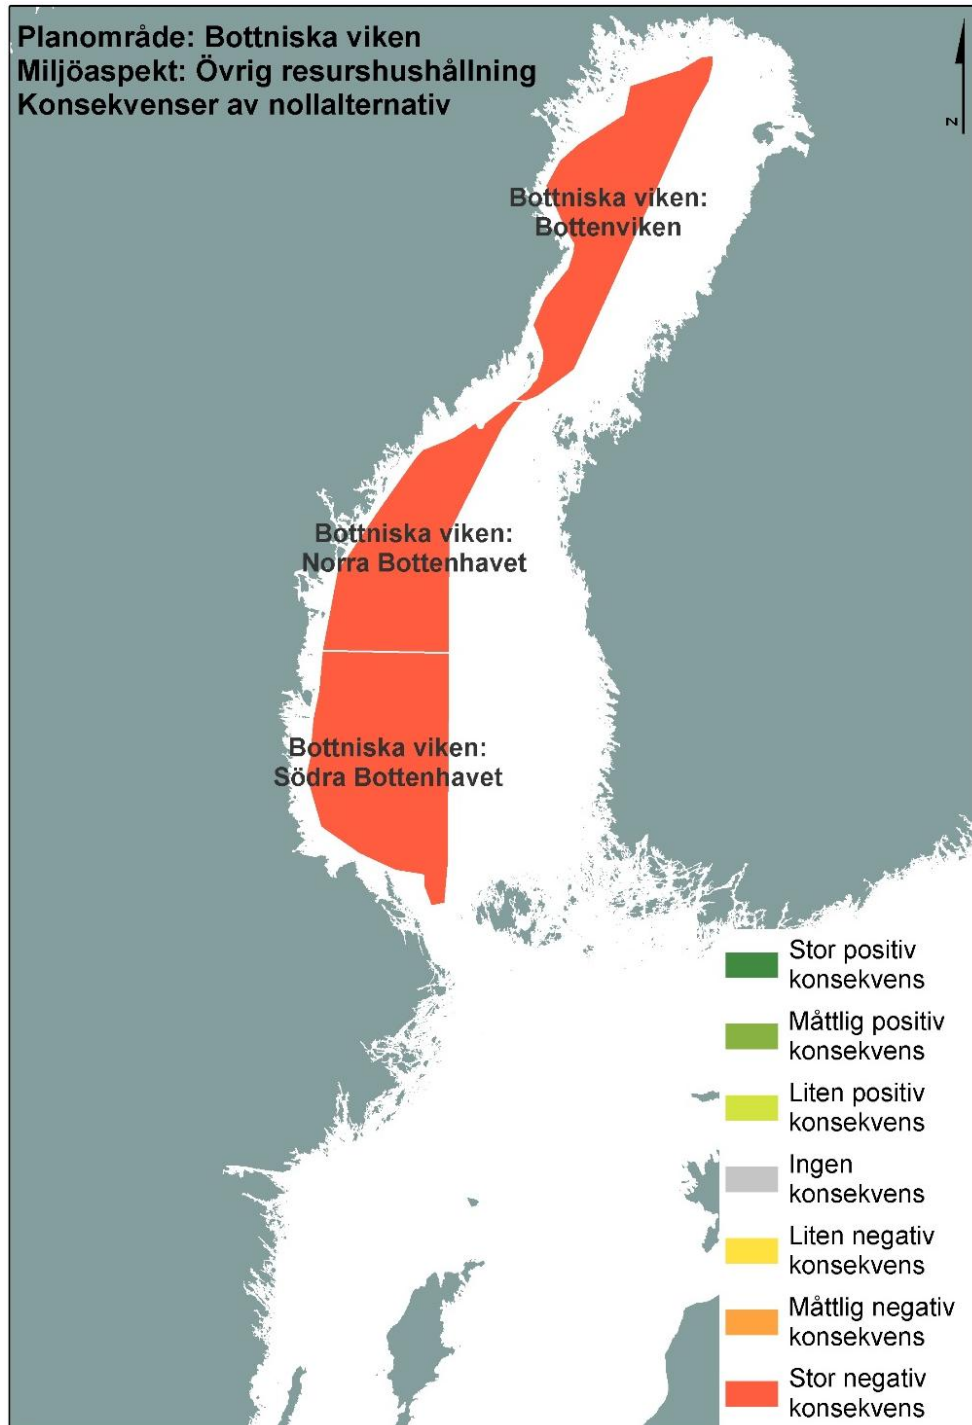 Planområde: Bottniska viken
Miljöaspekt: Övrig resurshushållning
Konsekvenser av nollalternativ
N
Bottniska viken:
Bottenviken
Bottniska viken:
Norra Bottenhavet
Bottniska viken:
Södra Bottenhavet
Stor positiv
konsekvens
Måttlig positiv
konsekvens
Liten positiv
konsekvens
Ingen
konsekvens
Liten negativ
konsekvens
Måttlig negativ
konsekvens
Stor negativ
konsekvens